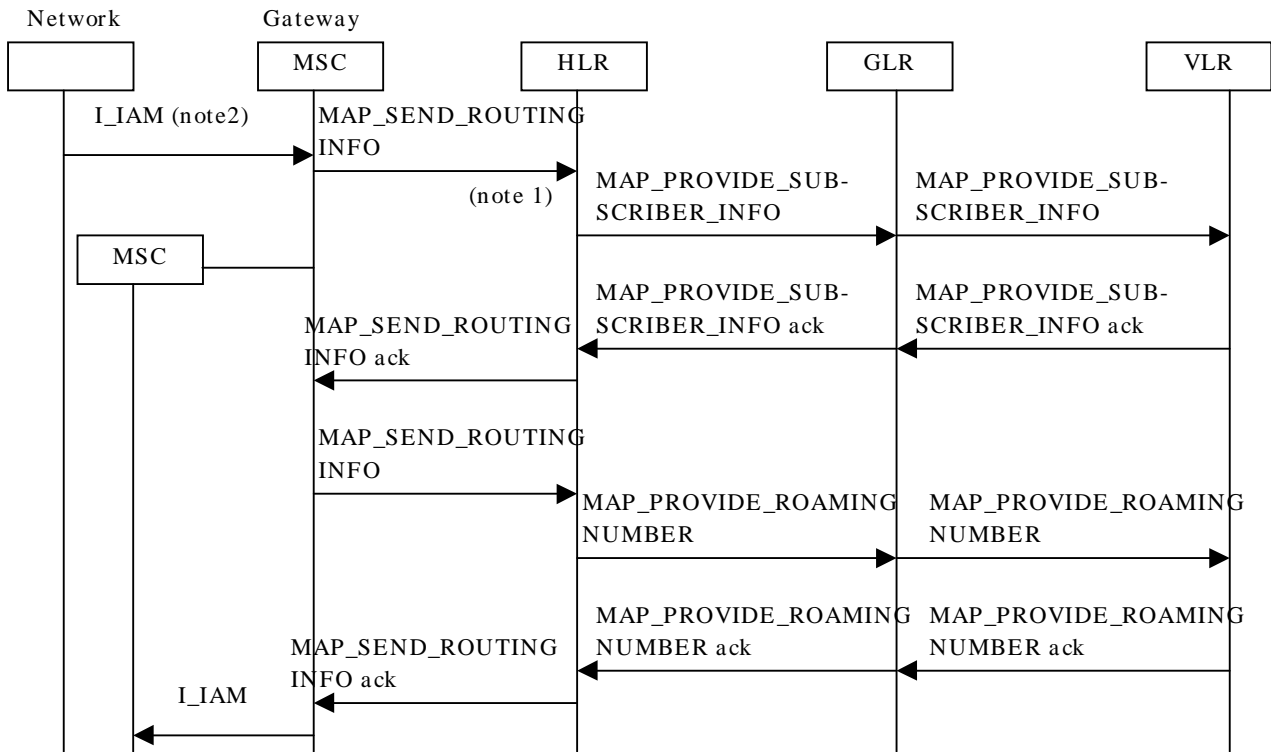 Network
Gateway
MSC
HLR
GLR
VLR
I_IAM (note2)
MAP_SEND_ROUTING
INFO
(note 1)
MAP_PROVIDE_SUB-
SCRIBER_INFO
MAP_PROVIDE_SUB-
SCRIBER_INFO
MSC
MAP_PROVIDE_SUB-
SCRIBER_INFO ack
MAP_PROVIDE_SUB-
SCRIBER_INFO ack
MAP_SEND_ROUTING
INFO ack
MAP_SEND_ROUTING
INFO
MAP_PROVIDE_ROAMING
NUMBER
MAP_PROVIDE_ROAMING
NUMBER
MAP_PROVIDE_ROAMING
NUMBER ack
MAP_PROVIDE_ROAMING
NUMBER ack
MAP_SEND_ROUTING
INFO ack
I_IAM